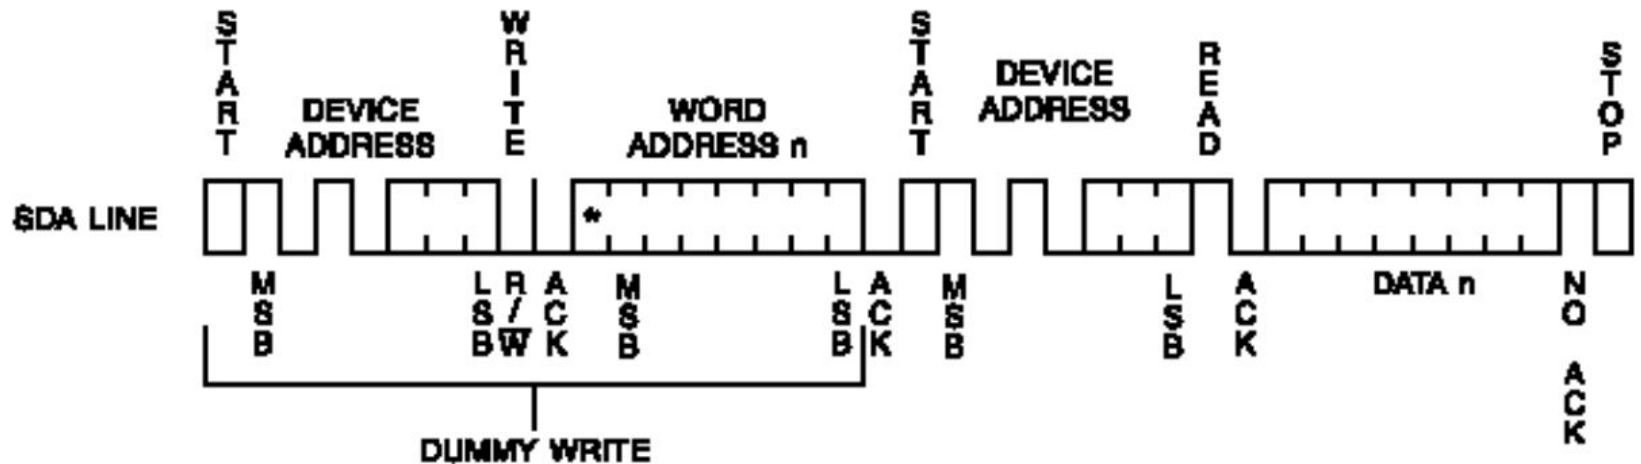 START
WRITE
START
READ
STOP
DEVICE
ADDRESS
WORD
ADDRESS n
DEVICE
ADDRESS
SDA LINE
*
MSB
LSB
R/W
ACK
MSB
LSB
ACK
MSB
LSB
ACK
DATA n
NO ACK
DUMMY WRITE